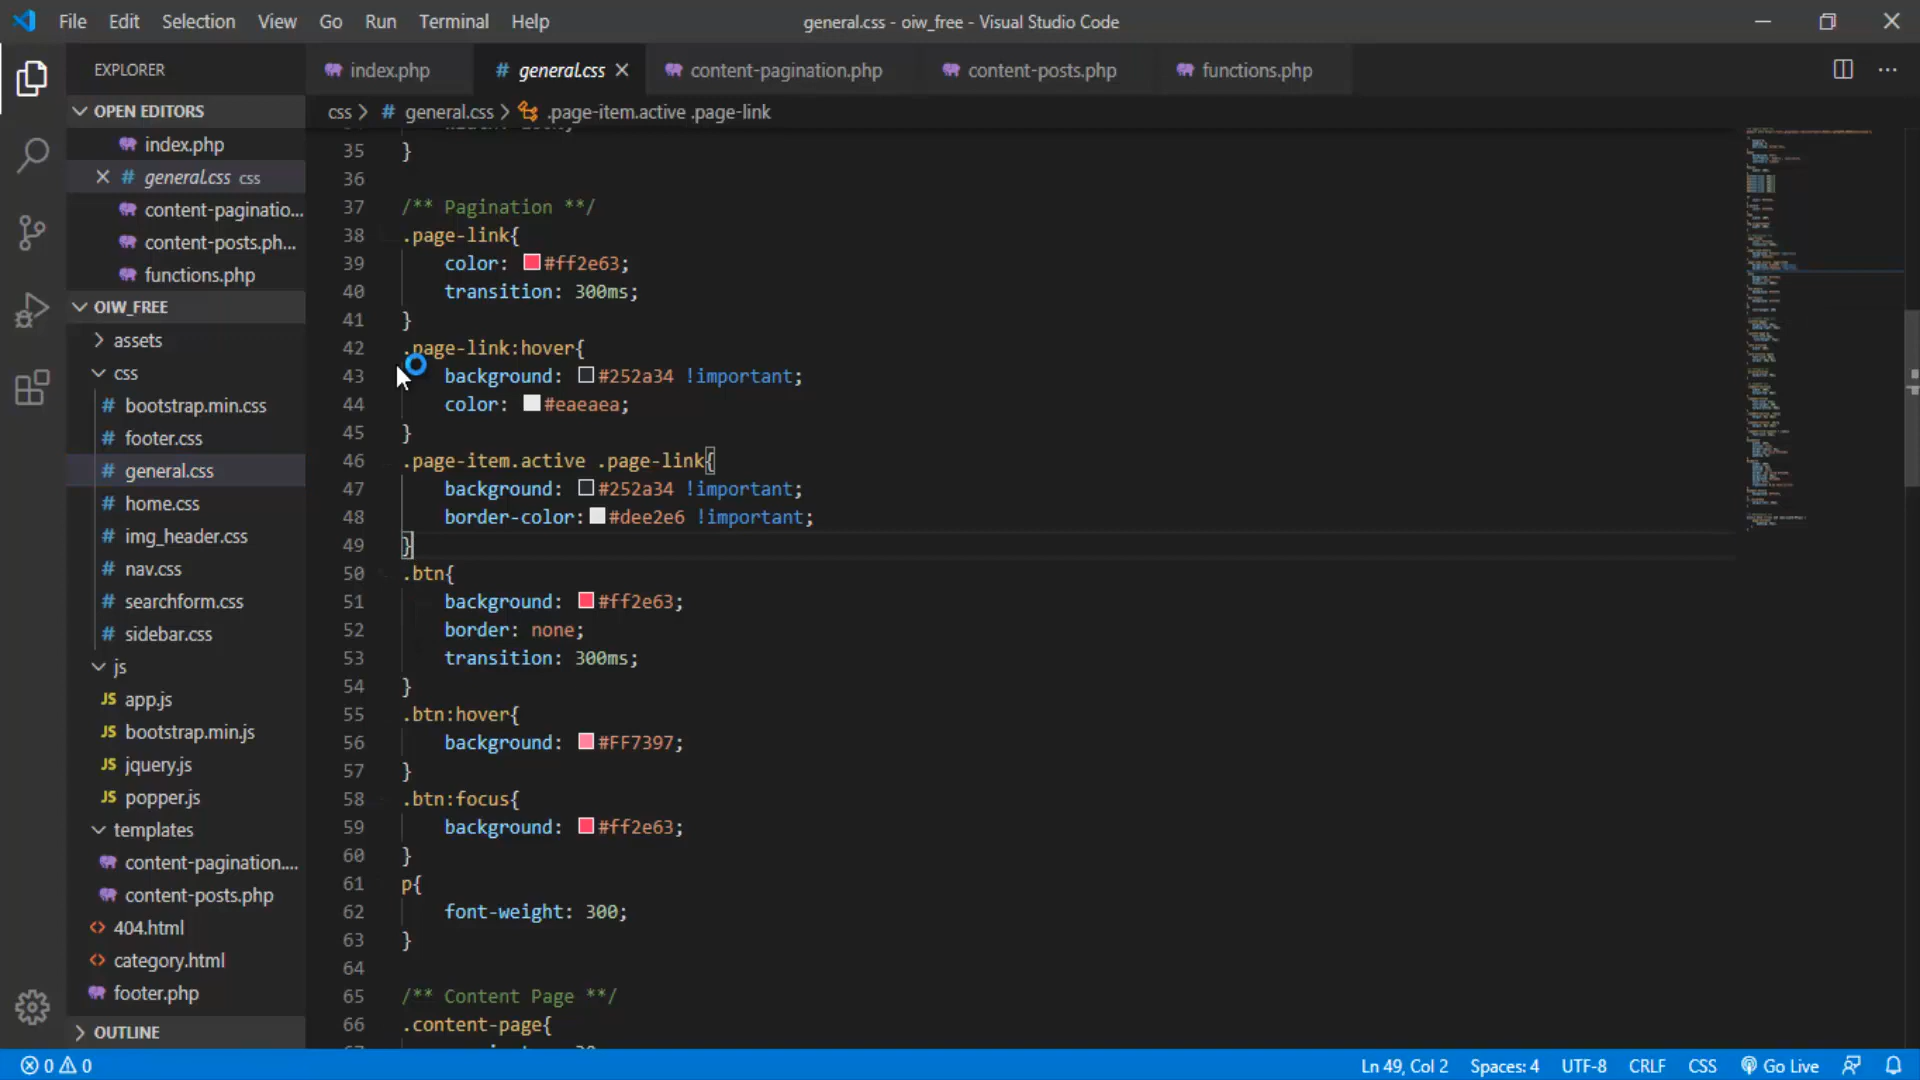 File Edit Selection View Go Run Terminal Help
general.css - oiw_free - Visual Studio Code
EXPLORER
index.php
# general.css
content-pagination.php
content-posts.php
functions.php
OPEN EDITORS
index.php
# general.css css
content-paginatio...
content-posts.ph...
functions.php
OIW_FREE
assets
css
# bootstrap.min.css
# footer.css
# general.css
# home.css
# img_header.css
# nav.css
# searchform.css
# sidebar.css
js
JS app.js
JS bootstrap.min.js
JS jquery.js
JS popper.js
templates
content-pagination....
content-posts.php
<> 404.html
<> category.html
footer.php
OUTLINE
css > # general.css > .page-item.active .page-link
35 }
36
37 /** Pagination **/
38 .page-link{
39 color: #ff2e63;
40 transition: 300ms;
41 }
42 .page-link:hover{
43 background: #252a34 !important;
44 color: #eaeaea;
45 }
46 .page-item.active .page-link{
47 background: #252a34 !important;
48 border-color: #dee2e6 !important;
49 }
50 .btn{
51 background: #ff2e63;
52 border: none;
53 transition: 300ms;
54 }
55 .btn:hover{
56 background: #FF7397;
57 }
58 .btn:focus{
59 background: #ff2e63;
60 }
61 p{
62 font-weight: 300;
63 }
64
65 /** Content Page **/
66 .content-page{
0 0
Ln 49, Col 2 Spaces: 4 UTF-8 CRLF CSS Go Live